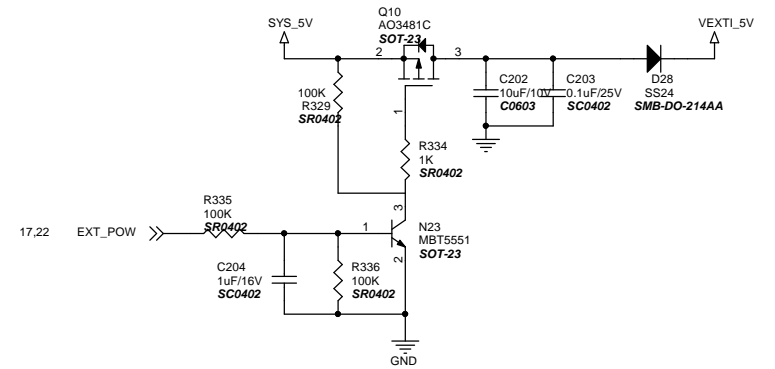 Q10
AO3481C
SOT-23
SYS_5V
VEXTI_5V
2
3
1
100K
R329
SR0402
C202
10uF/10V
C0603
C203
0.1uF/25V
SC0402
D28
SS24
SMB-DO-214AA
R334
1K
SR0402
R335
100K
SR0402
17,22 EXT_POW
1
3
2
N23
MBT5551
SOT-23
C204
1uF/16V
SC0402
R336
100K
SR0402
GND